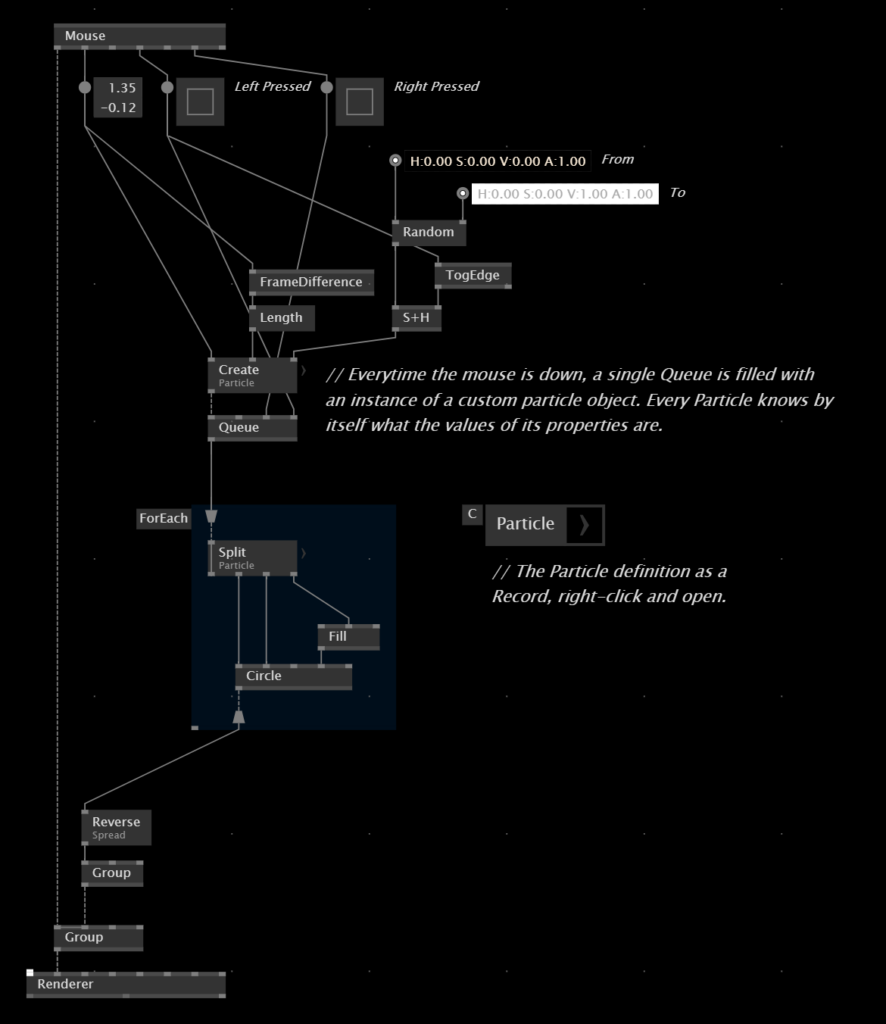 Mouse
1.35
-0.12
Left Pressed
Right Pressed
H:0.00 S:0.00 V:0.00 A:1.00
From
H:0.00 S:0.00 V:1.00 A:1.00
To
Random
TogEdge
FrameDifference
Length
S+H
Create
Particle
// Everytime the mouse is down, a single Queue is filled with
an instance of a custom particle object. Every Particle knows by
itself what the values of its properties are.
Queue
ForEach
C
Particle
Split
Particle
// The Particle definition as a
Record, right-click and open.
Fill
Circle
Reverse
Spread
Group
Group
Renderer